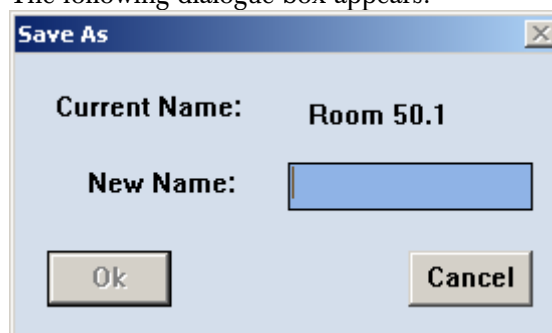 The following dialogue box appears:
Save As
Current Name: Room 50.1
New Name:
Ok Cancel